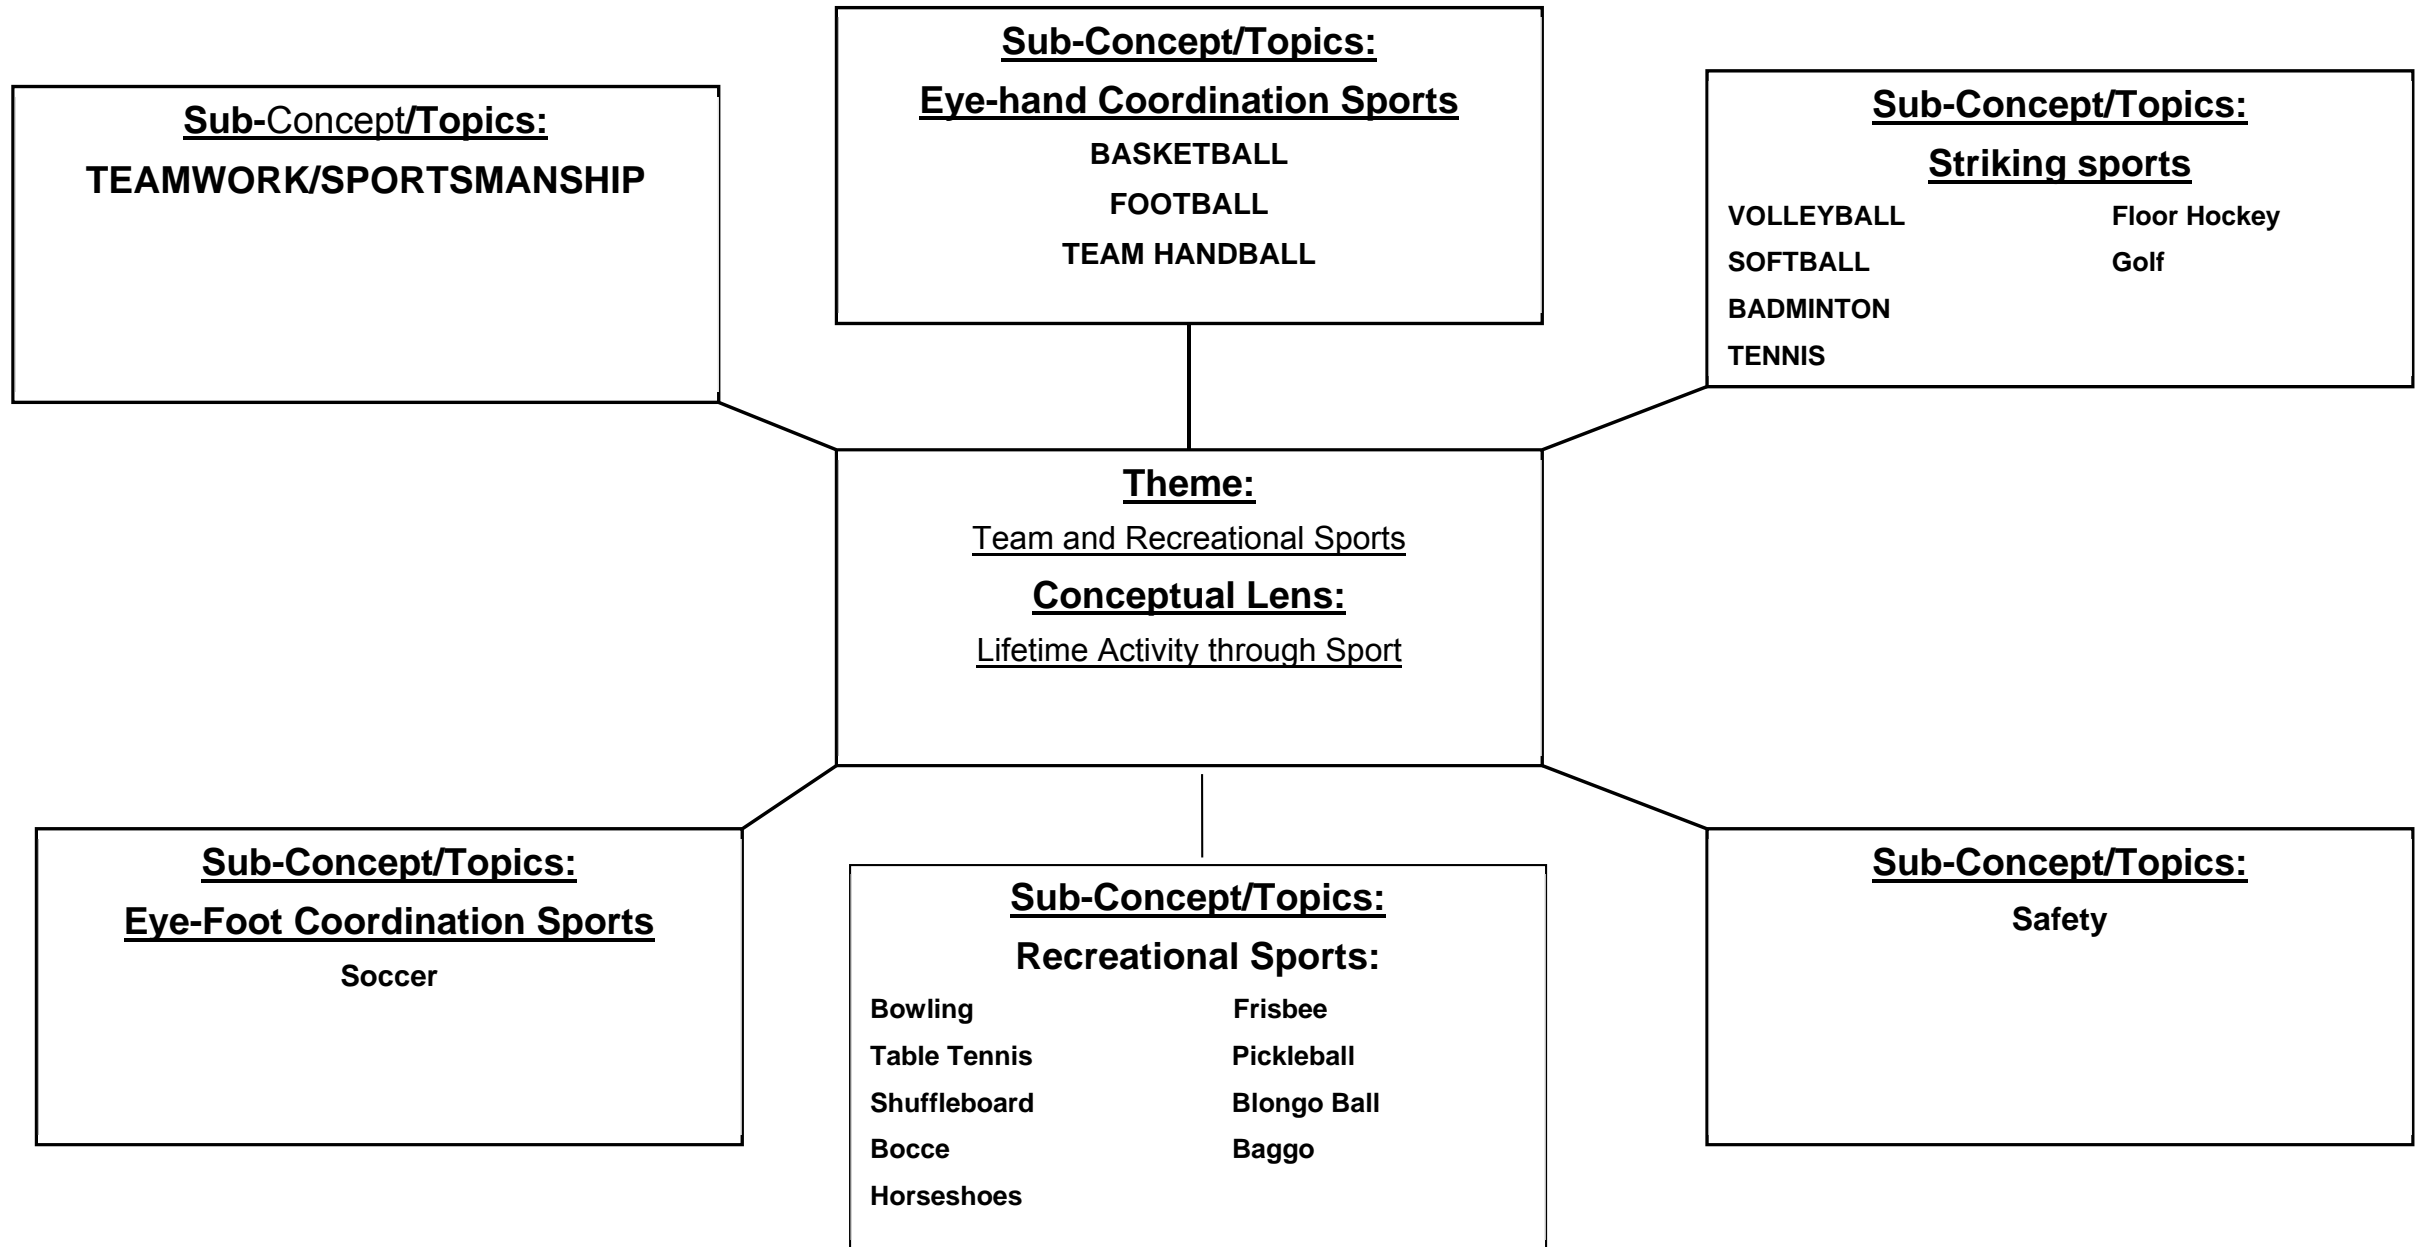 Sub-Concept/Topics:
TEAMWORK/SPORTSMANSHIP
Sub-Concept/Topics:
Eye-hand Coordination Sports
BASKETBALL
FOOTBALL
TEAM HANDBALL
Sub-Concept/Topics:
Striking sports
VOLLEYBALL Floor Hockey
SOFTBALL Golf
BADMINTON
TENNIS
Theme:
Team and Recreational Sports
Conceptual Lens:
Lifetime Activity through Sport
Sub-Concept/Topics:
Eye-Foot Coordination Sports
Soccer
Sub-Concept/Topics:
Recreational Sports:
Bowling Frisbee
Table Tennis Pickleball
Shuffleboard Blongo Ball
Bocce Baggo
Horseshoes
Sub-Concept/Topics:
Safety